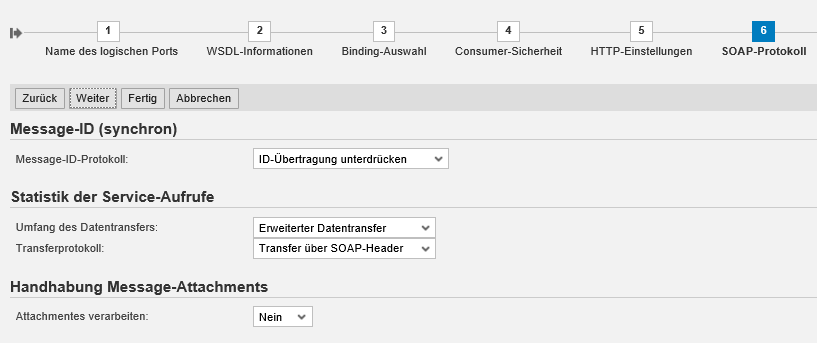 1 2 3 4 5 6
Name des logischen Ports WSDL-Informationen Binding-Auswahl Consumer-Sicherheit HTTP-Einstellungen SOAP-Protokoll
Zurück Weiter Fertig Abbrechen
Message-ID (synchron)
Message-ID-Protokoll: ID-Übertragung unterdrücken
Statistik der Service-Aufrufe
Umfang des Datentransfers: Erweiterter Datentransfer
Transferprotokoll: Transfer über SOAP-Header
Handhabung Message-Attachments
Attachmentes verarbeiten: Nein